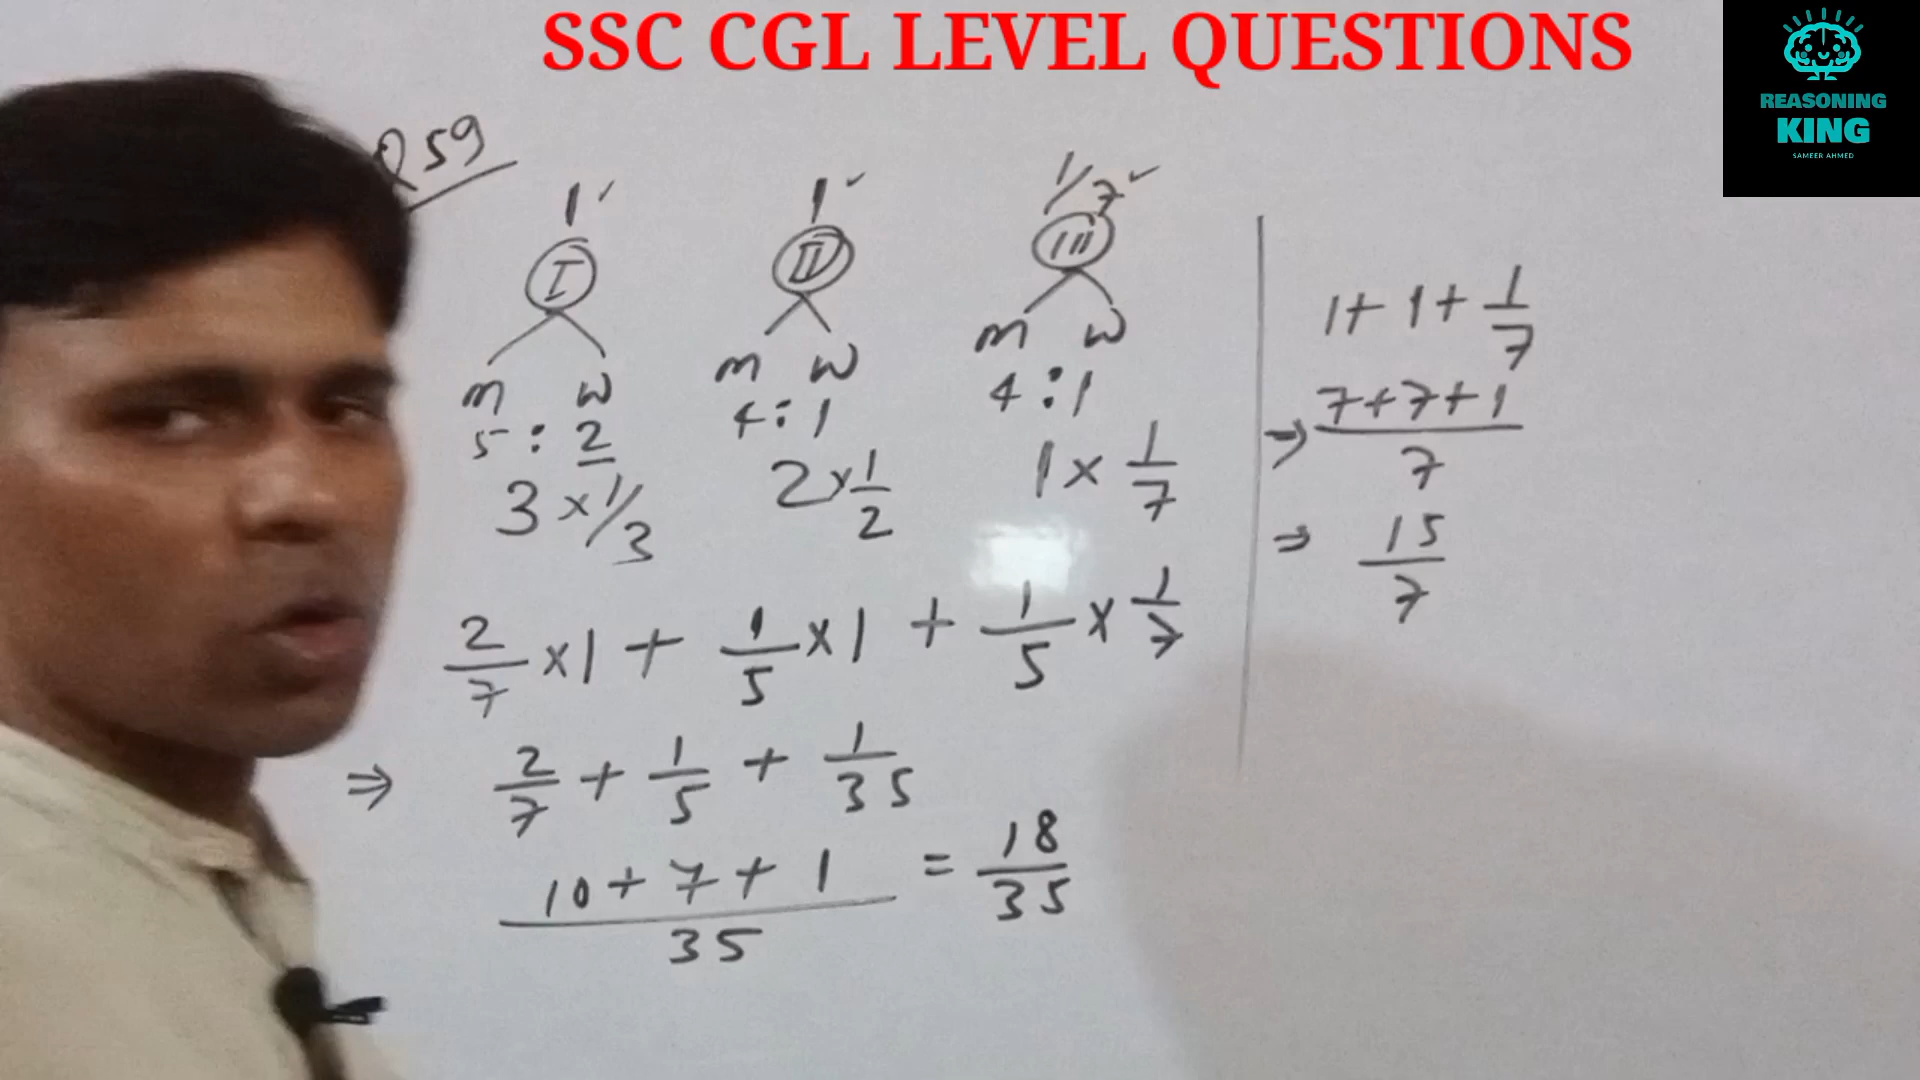 SSC CGL LEVEL QUESTIONS
REASONING
KING
SAMEER AHMED
Q 59
1 ✓ 1 ✓ 1/7 ✓
I II III
m w m w m w
5 : 2 4 : 1 4 : 1
3 × 1/3 2 × 1/2 1 × 1/7
2/7 × 1 + 1/5 × 1 + 1/5 × 1/7
⇒ 2/7 + 1/5 + 1/35
10 + 7 + 1 / 35 = 18/35
1 + 1 + 1/7
⇒ 7 + 7 + 1 / 7
⇒ 15/7